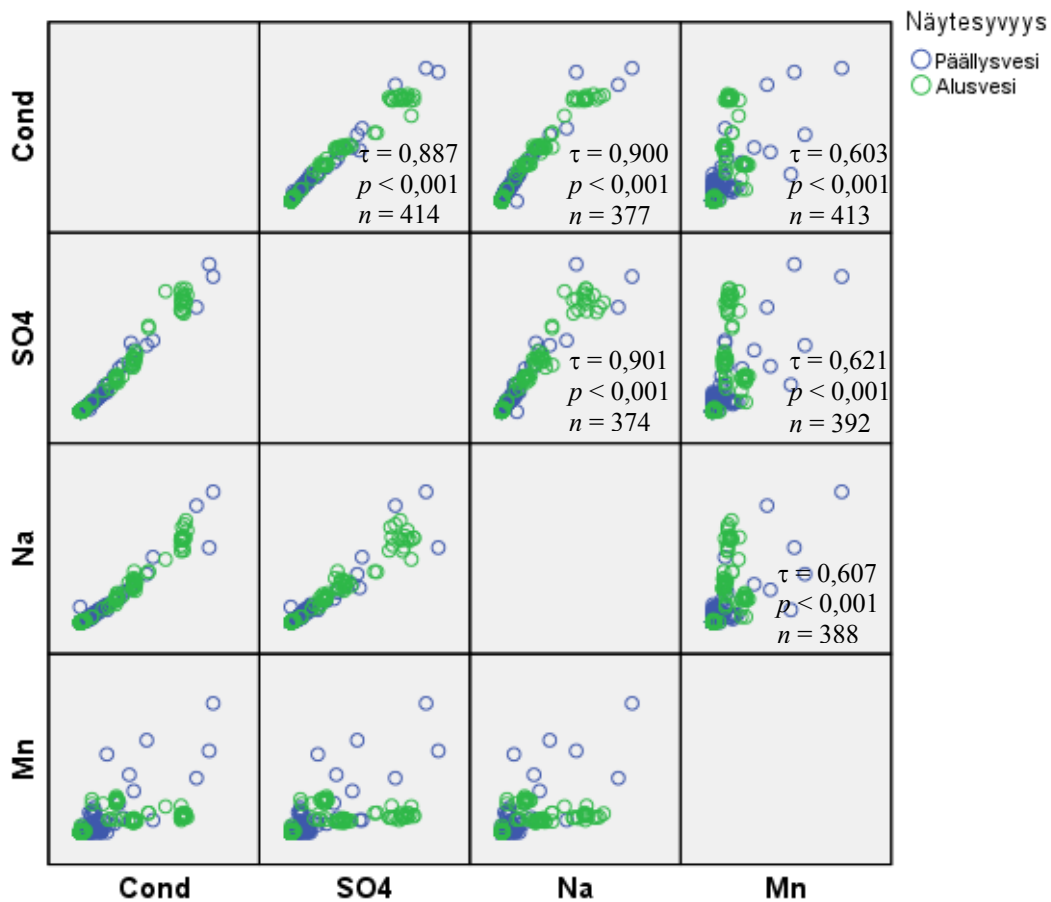 Näytesyvyys
Päällysvesi
Alusvesi
Cond
τ = 0,887
p < 0,001
n = 414
τ = 0,900
p < 0,001
n = 377
τ = 0,603
p < 0,001
n = 413
SO4
τ = 0,901
p < 0,001
n = 374
τ = 0,621
p < 0,001
n = 392
Na
τ = 0,607
p < 0,001
n = 388
Mn
Cond SO4 Na Mn